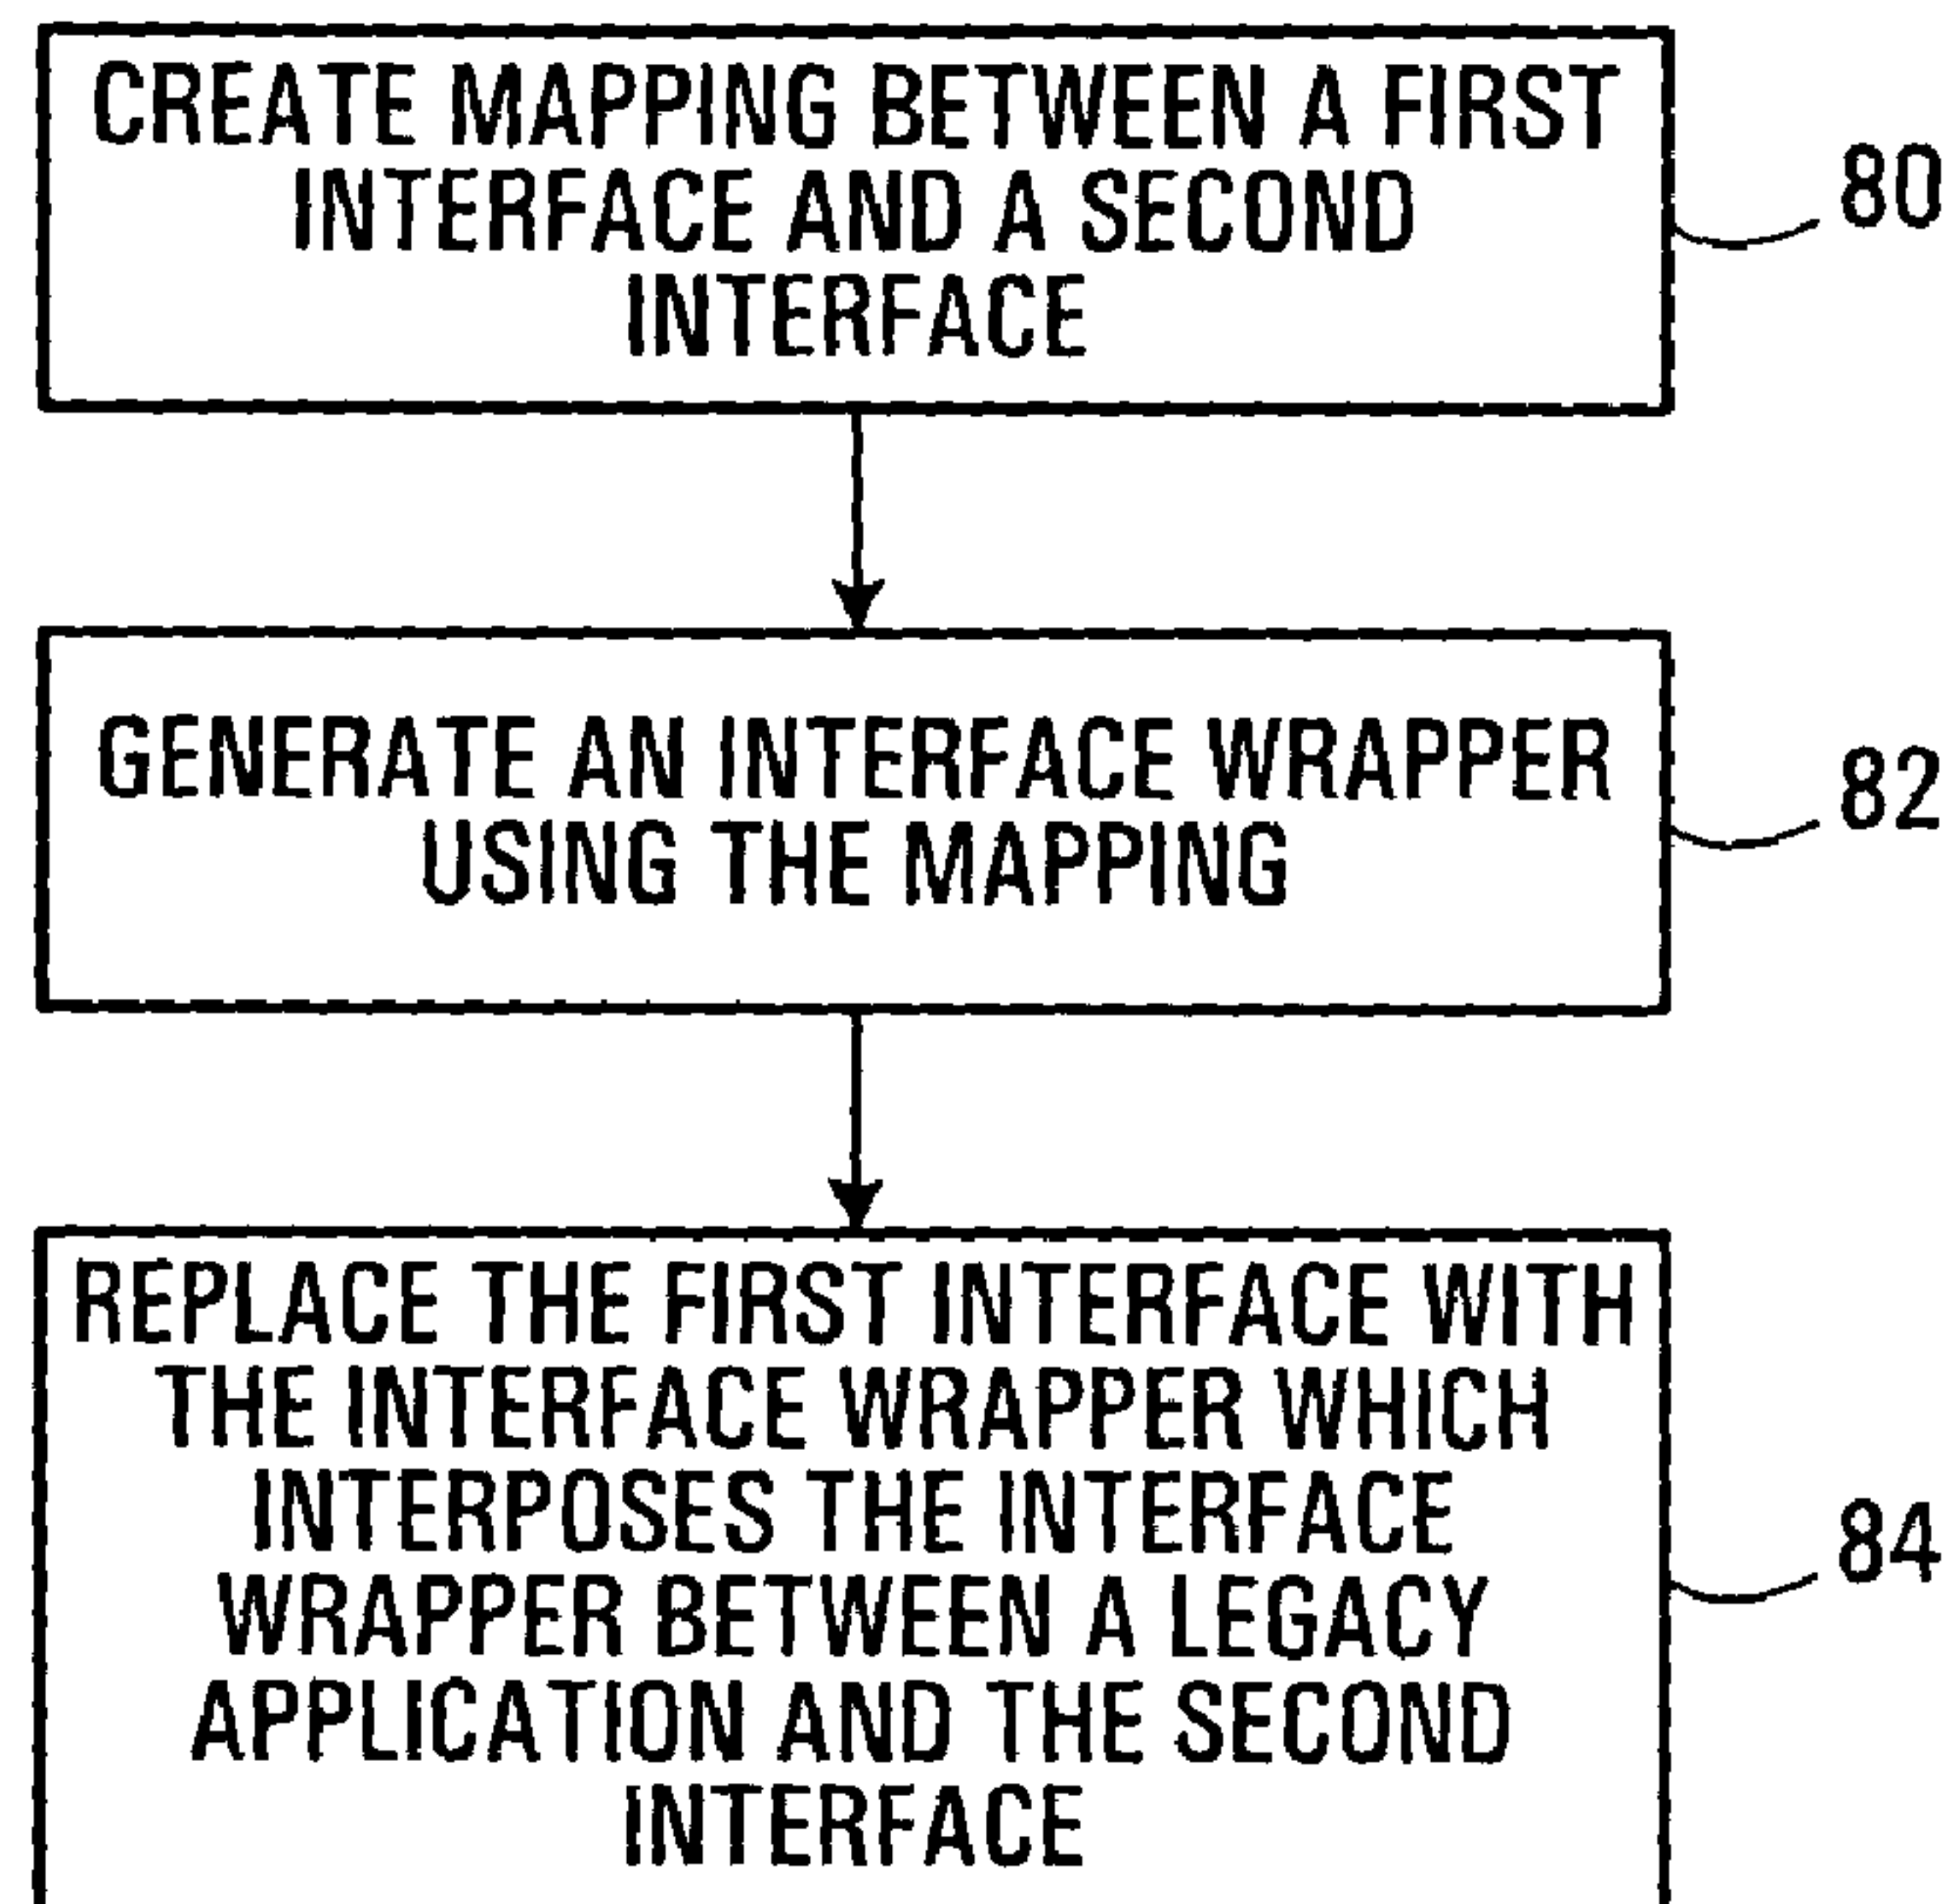 CREATE MAPPING BETWEEN A FIRST
INTERFACE AND A SECOND
INTERFACE
80
GENERATE AN INTERFACE WRAPPER
USING THE MAPPING
82
REPLACE THE FIRST INTERFACE WITH
THE INTERFACE WRAPPER WHICH
INTERPOSES THE INTERFACE
WRAPPER BETWEEN A LEGACY
APPLICATION AND THE SECOND
INTERFACE
84